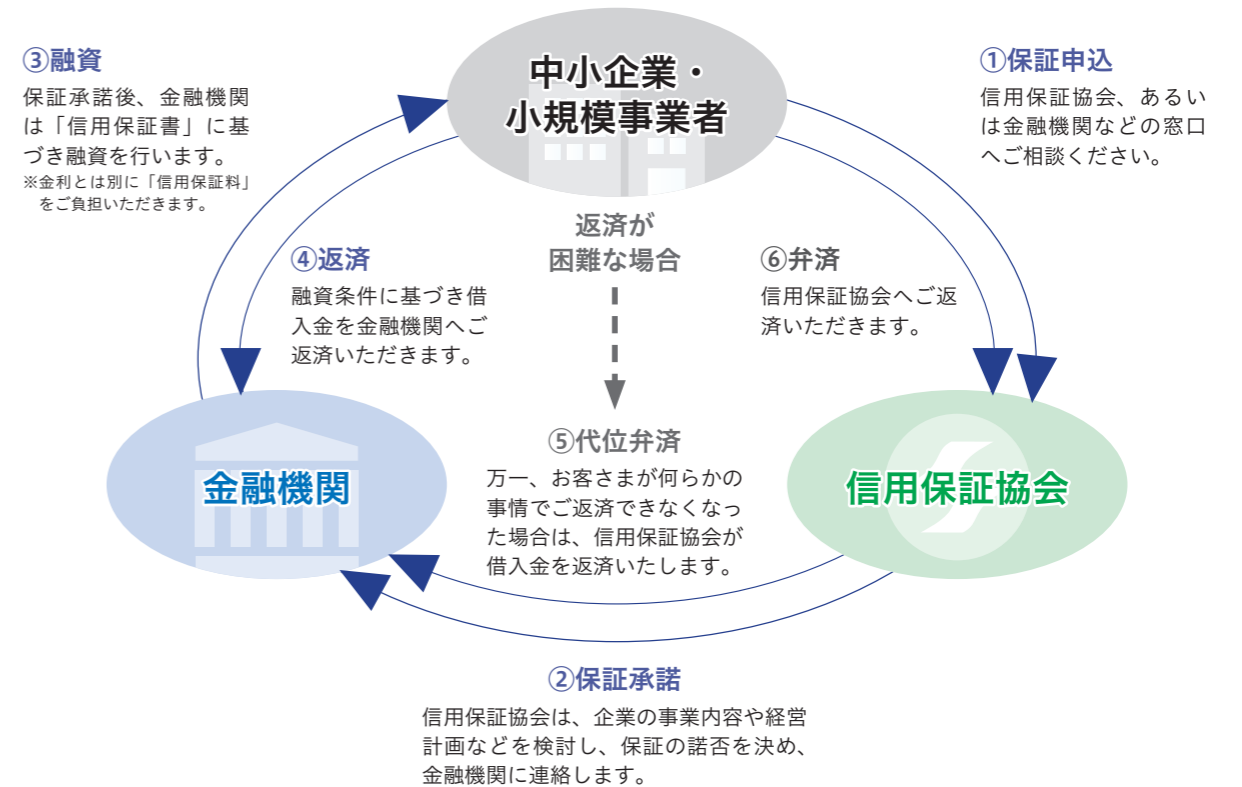 中小企業・
小規模事業者
①保証申込
信用保証協会、あるい
は金融機関などの窓口
へご相談ください。
③融資
保証承諾後、金融機関
は「信用保証書」に基
づき融資を行います。
※金利とは別に「信用保証料」
をご負担いただきます。
④返済
融資条件に基づき借
入金を金融機関へご
返済いただきます。
返済が
困難な場合
⑥弁済
信用保証協会へご返
済いただきます。
金融機関
⑤代位弁済
万一、お客さまが何らかの
事情でご返済できなくなっ
た場合は、信用保証協会が
借入金を返済いたします。
信用保証協会
②保証承諾
信用保証協会は、企業の事業内容や経営
計画などを検討し、保証の諾否を決め、
金融機関に連絡します。